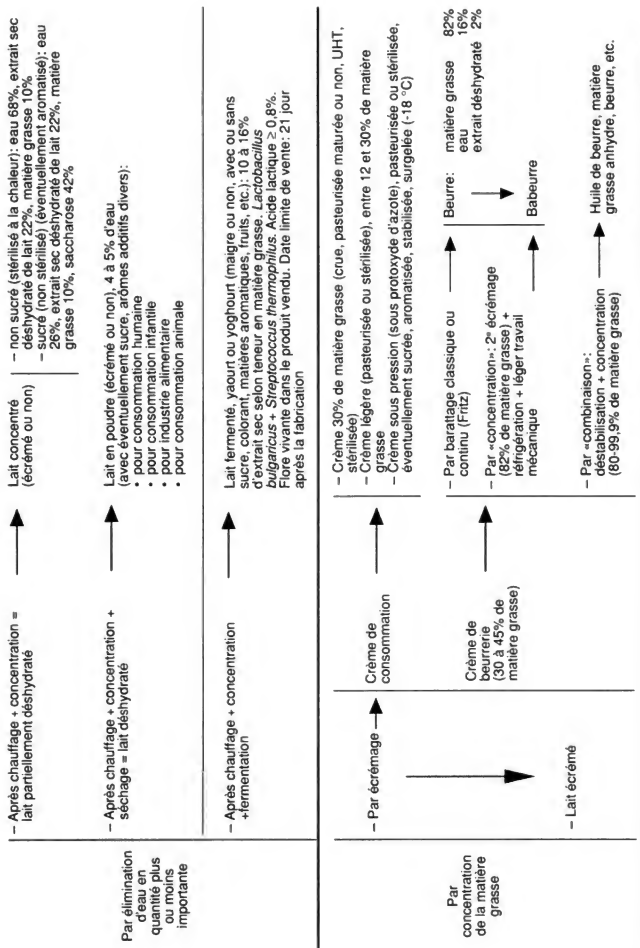 Par élimination
d'eau en
quantité plus
ou moins
importante
– Après chauffage + concentration =
lait partiellement déshydraté
Lait concentré
(écrémé ou non)
– non sucré (stérilisé à la chaleur): eau 68%, extrait sec
déshydraté de lait 22%, matière grasse 10%
– sucré (non stérilisé) (éventuellement aromatisé): eau
26%, extrait sec déshydraté de lait 22%, matière
grasse 10%, saccharose 42%
– Après chauffage + concentration +
séchage = lait déshydraté
Lait en poudre (écrémé ou non), 4 à 5% d'eau
(avec éventuellement sucre, arômes additifs divers):
• pour consommation humaine
• pour consommation infantile
• pour industrie alimentaire
• pour consommation animale
– Après chauffage + concentration
+fermentation
Lait fermenté, yaourt ou yoghourt (maigre ou non, avec ou sans
sucre, colorant, matières aromatiques, fruits, etc.): 10 à 16%
d'extrait sec selon teneur en matière grasse. Lactobacillus
bulgaricus + Streptococcus thermophilus. Acide lactique ≥ 0,8%.
Flore vivante dans le produit vendu. Date limite de vente: 21 jour
après la fabrication
Par
concentration
de la matière
grasse
– Par écrémage
– Lait écrémé
Crème de
consommation
– Crème 30% de matière grasse (crue, pasteurisée maturée ou non, UHT,
stérilisée)
– Crème légère (pasteurisée ou stérilisée), entre 12 et 30% de matière
grasse
– Crème sous pression (sous protoxyde d'azote), pasteurisée ou stérilisée,
éventuellement sucrée, aromatisée, stabilisée, surgelée (-18 °C)
Crème de
beurrerie
(30 à 45% de
matière grasse)
– Par barattage classique ou
continu (Fritz)
– Par «concentration»: 2e écrémage
(82% de matière grasse) +
réfrigération + léger travail
mécanique
Beurre: matière grasse 82%
eau 16%
extrait déshydraté 2%
Babeurre
– Par «combinaison»:
déstabilisation + concentration
(80-99,9% de matière grasse)
Huile de beurre, matière
grasse anhydre, beurre, etc.